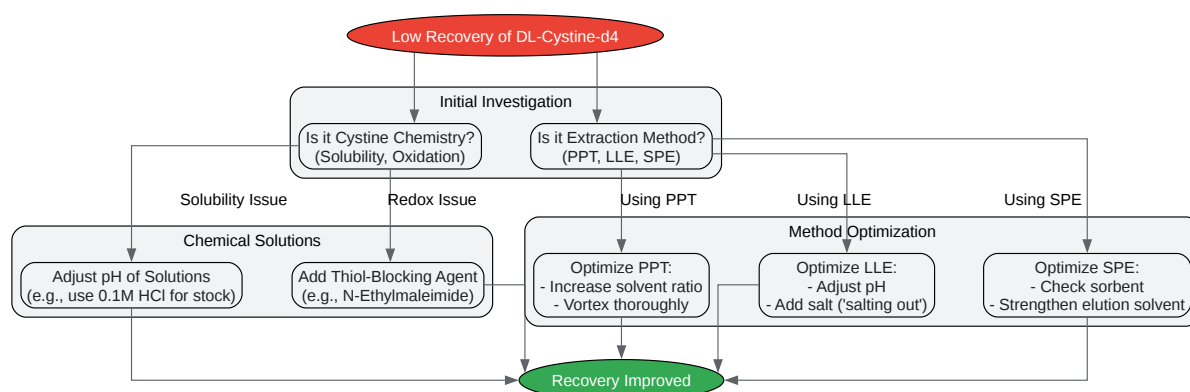 Low Recovery of DL-Cystine-d4
Initial Investigation
Is it Cystine Chemistry?
(Solubility, Oxidation)
Is it Extraction Method?
(PPT, LLE, SPE)
Solubility Issue
Redox Issue
Using PPT
Using LLE
Using SPE
Chemical Solutions
Adjust pH of Solutions
(e.g., use 0.1M HCl for stock)
Add Thiol-Blocking Agent
(e.g., N-Ethylmaleimide)
Method Optimization
Optimize PPT:
- Increase solvent ratio
- Vortex thoroughly
Optimize LLE:
- Adjust pH
- Add salt ('salting out')
Optimize SPE:
- Check sorbent
- Strengthen elution solvent
Recovery Improved